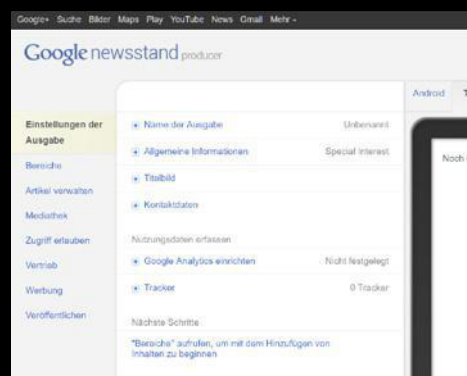 Google+ Suche Bilder Maps Play YouTube News Gmail Mehr
Google newsstand producer
Android
Einstellungen der
Ausgabe
Bereiche
Artikel verwalten
Mediathek
Zugriff erlauben
Vertrieb
Werbung
Veröffentlichen
Name der Ausgabe Unbenannt
Allgemeine Informationen Special Interest
Titelbild
Kontaktdaten
Nutzungsdaten erfassen
Google Analytics einrichten Nicht festgelegt
Tracker 0 Tracker
Nächste Schritte
"Bereiche" aufrufen, um mit dem Hinzufügen von
Inhalten zu beginnen
Noch